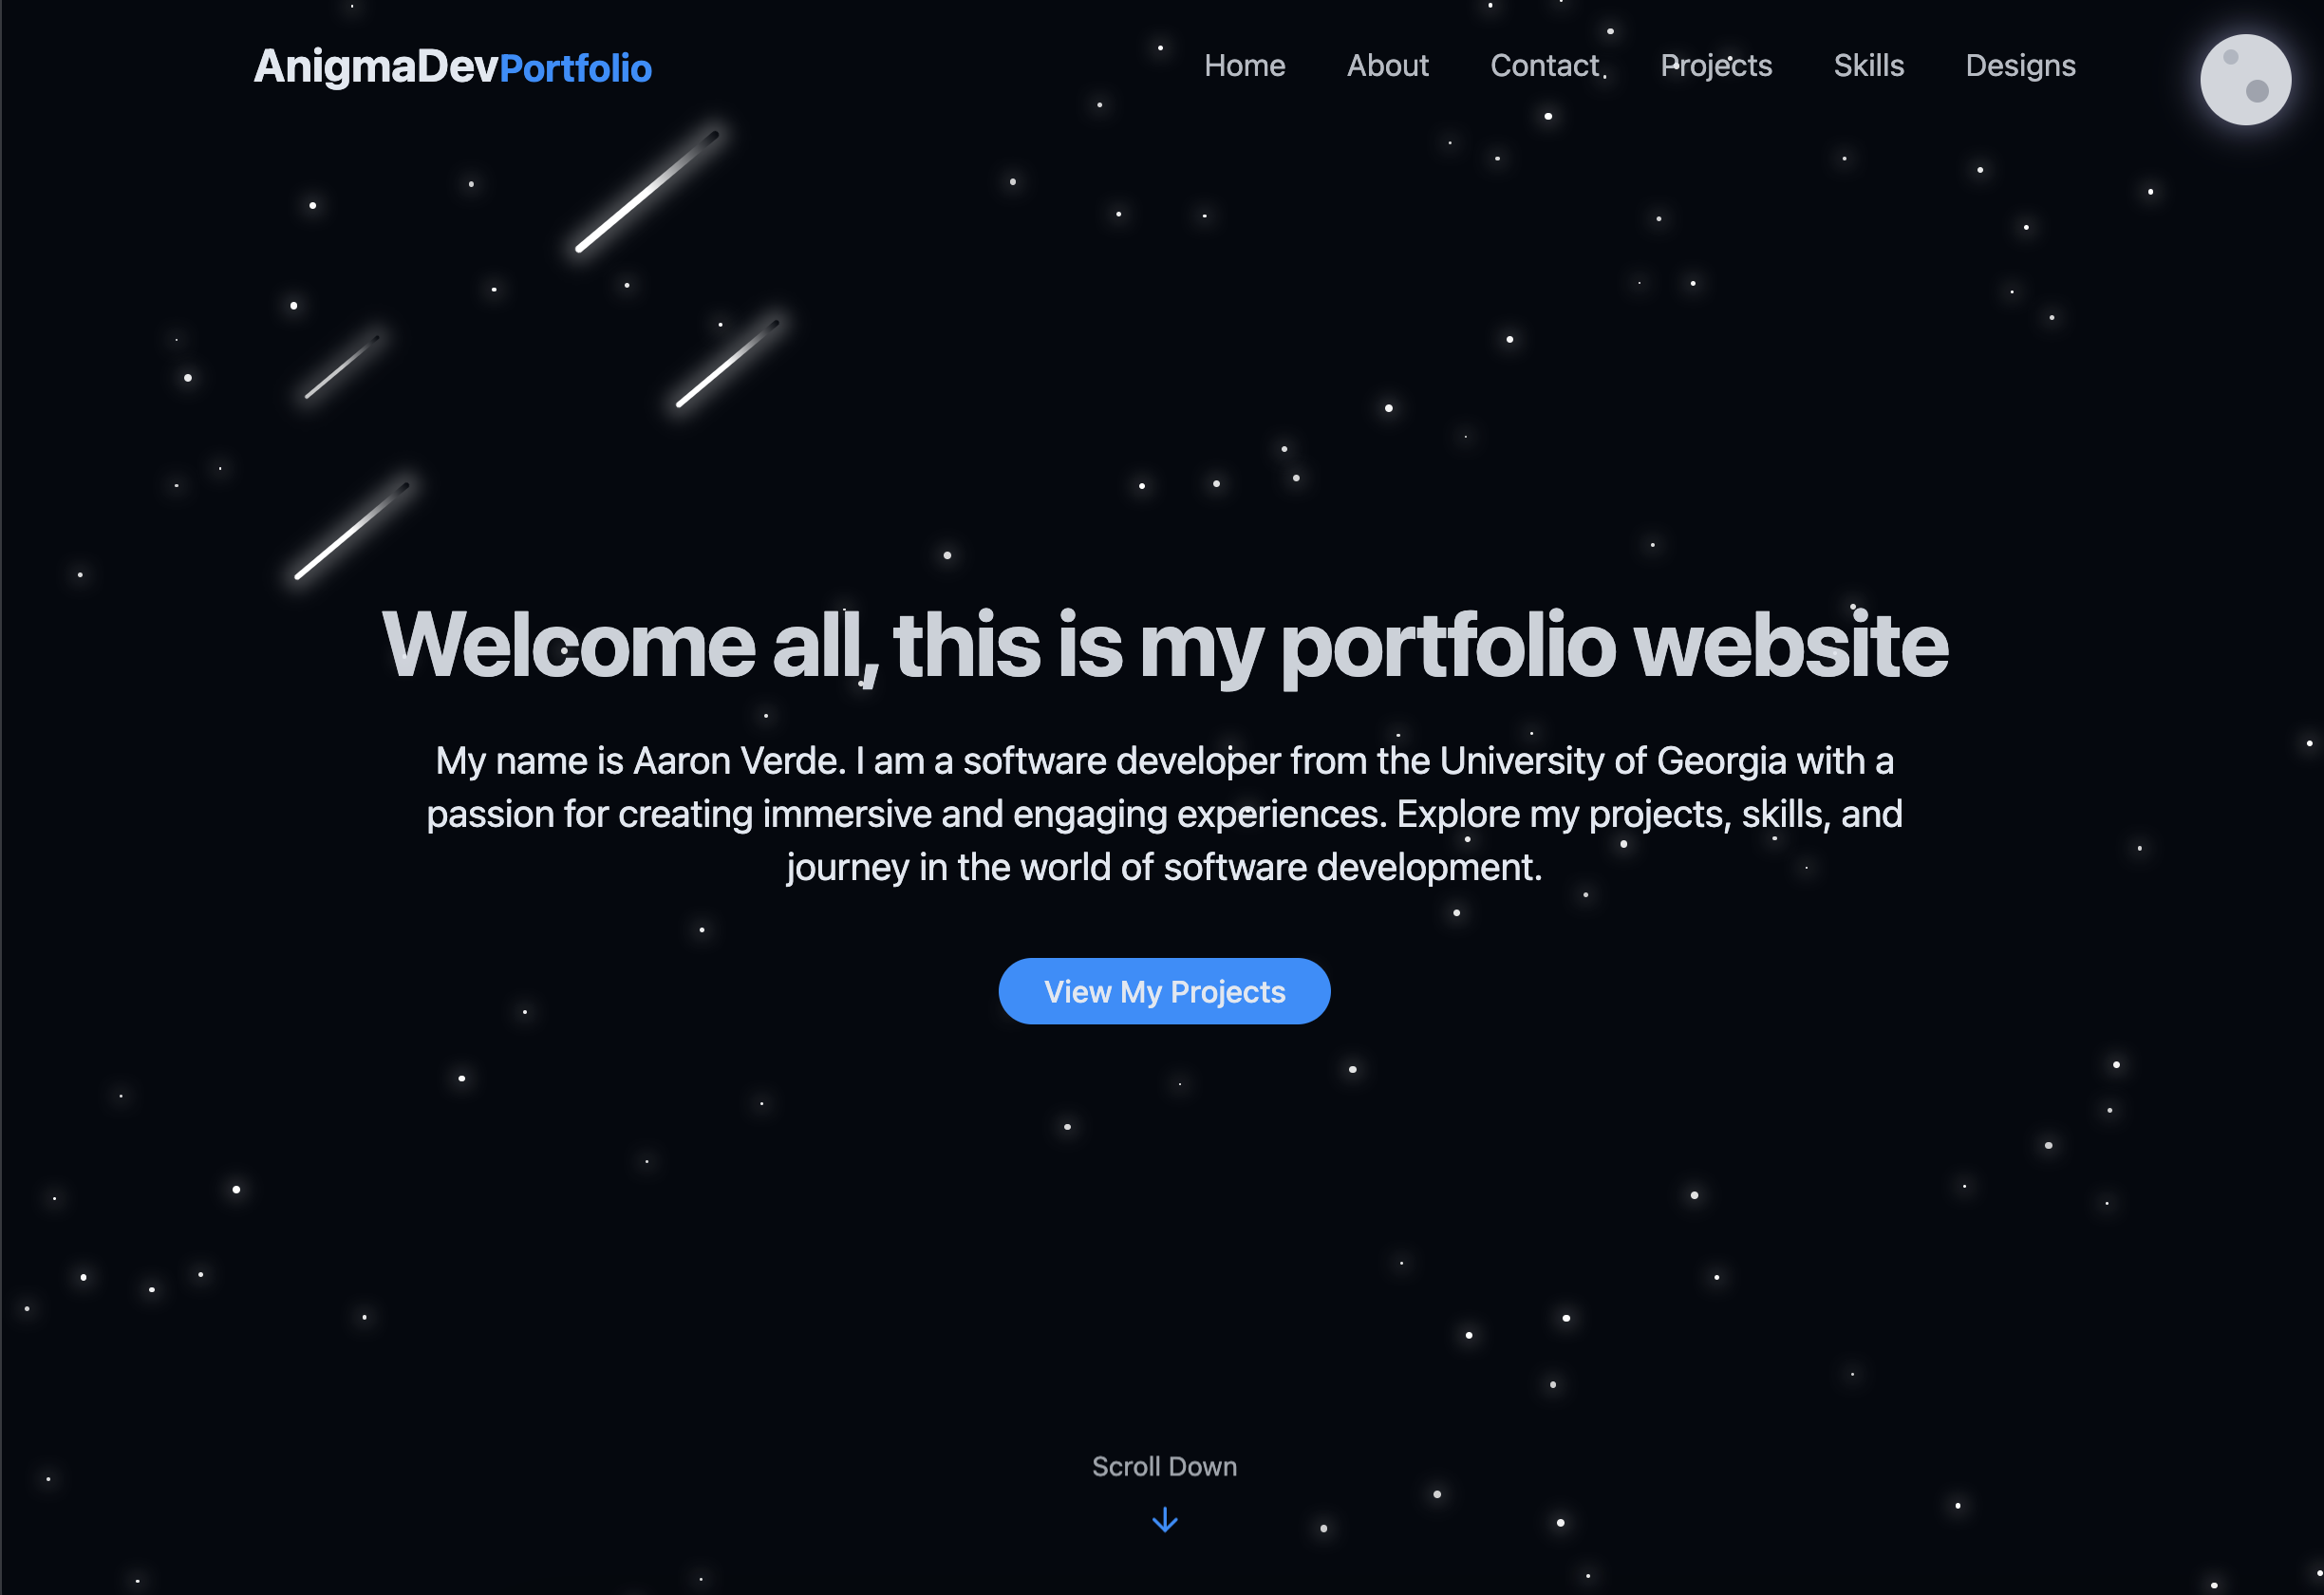 AnigmaDevPortfolio
Home About Contact Projects Skills Designs
Welcome all, this is my portfolio website
My name is Aaron Verde. I am a software developer from the University of Georgia with a
passion for creating immersive and engaging experiences. Explore my projects, skills, and
journey in the world of software development.
View My Projects
Scroll Down